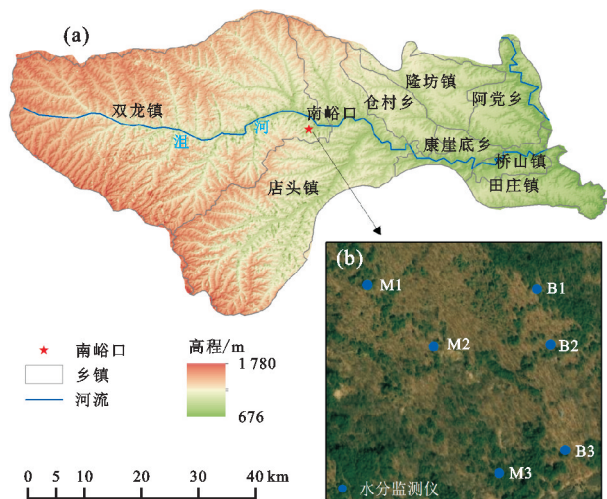 (a)
隆坊镇
双龙镇
南峪口
仓村乡
阿党乡
沮 河
康崖底乡
桥山镇
店头镇
田庄镇
(b)
M1
B1
M2
B2
B3
M3
水分监测仪
南峪口
乡镇
河流
高程/m
1 780
676
0 5 10 20 30 40 km